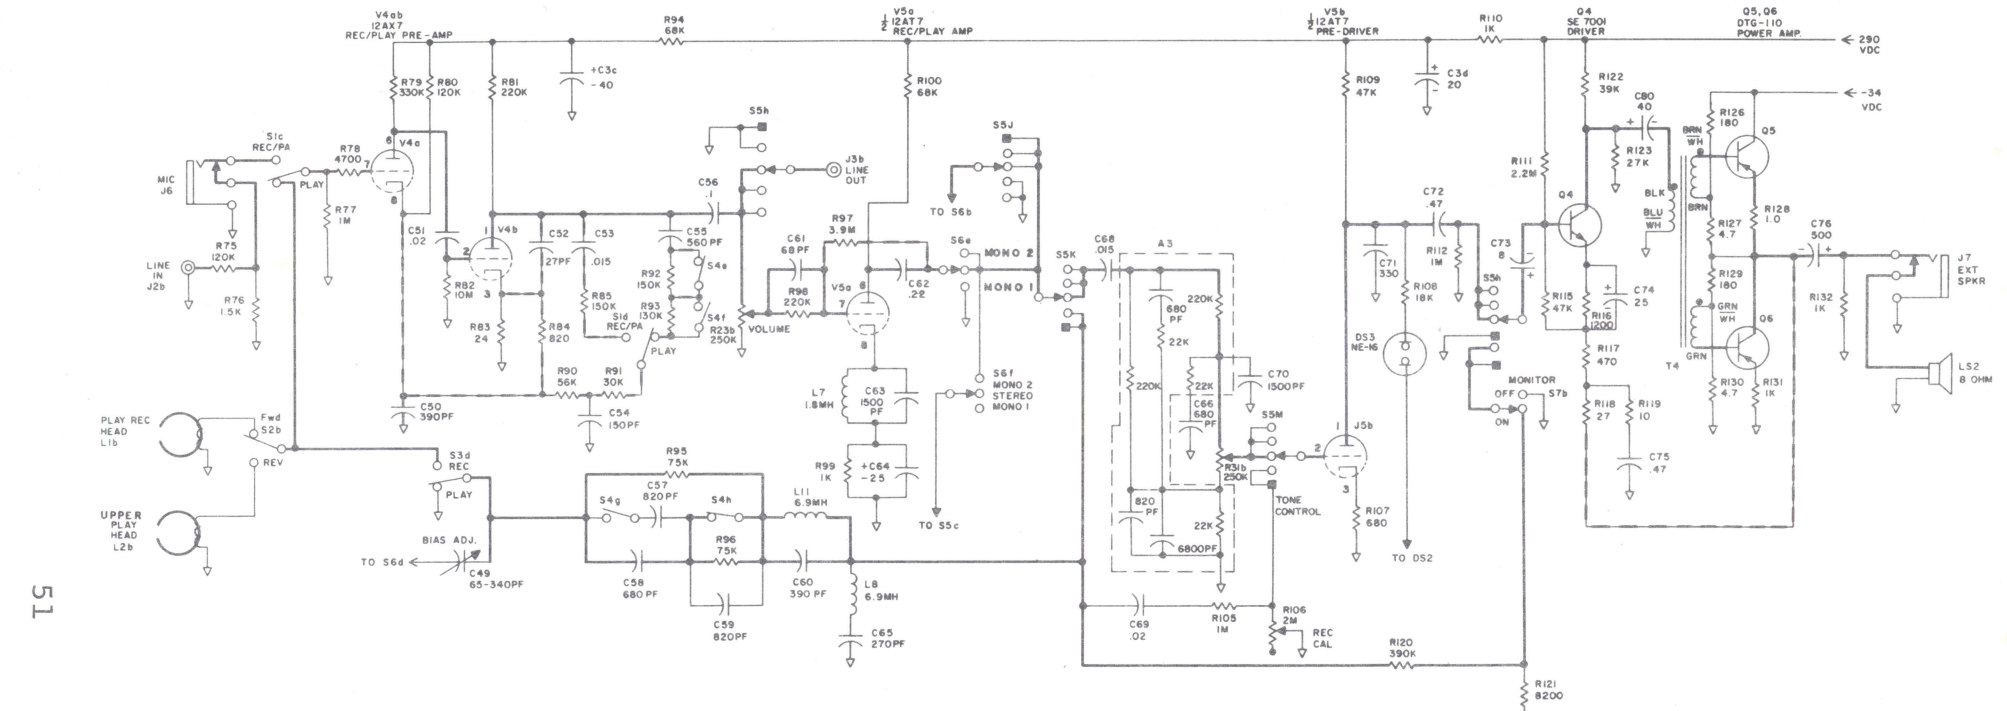 V4ab
12AX7
REC/PLAY PRE-AMP
R94
68K
V5a
½ 12AT7
REC/PLAY AMP
V5b
½ 12AT7
PRE-DRIVER
R110
1K
Q4
SE 7001
DRIVER
Q5,Q6
DTG-110
POWER AMP.
290
VDC
-34
VDC
R79
330K
R80
120K
R81
220K
+C3c
-40
R100
68K
R109
47K
+
C3d
20
-
R122
39K
C80
40
+ -
R126
180
Q5
S1c
REC/PA
R78
4700
6
V4a
7
8
PLAY
MIC
J6
R77
1M
S5h
J3b
LINE
OUT
S5J
TO S6b
R111
2.2M
R123
27K
BRN
WH
BLK
BRN
BLU
WH
R127
4.7
R128
1.0
C76
500
- +
J7
EXT
SPKR
R75
120K
LINE
IN
J2b
R76
1.5K
C51
.02
1
V4b
2
3
R82
10M
R83
24
C52
27PF
C53
.015
C55
560PF
C56
.1
R84
820
R85
150K
R92
150K
R93
130K
S4e
S4f
S1d
REC/PA
PLAY
R23b
250K
VOLUME
C61
68PF
R97
3.9M
R98
220K
V5a
6
7
8
C62
.22
S6e
MONO 2
MONO 1
S5K
C68
.015
A3
220K
680
PF
22K
220K
22K
C66
680
PF
C70
1500PF
C71
330
R108
18K
C72
.47
R112
1M
C73
8
+
S5h
Q4
R115
47K
R116
1200
+
C74
25
R117
470
R129
180
GRN
WH
GRN
T4
Q6
R130
4.7
R131
1K
R132
1K
LS2
8 OHM
DS3
NE-16
TO DS2
R90
56K
R91
30K
C50
390PF
C54
150PF
L7
1.8MH
C63
1500
PF
R99
1K
+C64
-25
S6f
MONO 2
STEREO
MONO 1
TO S5c
S5M
R31b
250K
TONE
CONTROL
820
PF
22K
6800PF
J5b
1
2
3
R107
680
MONITOR
OFF S7b
ON
R118
27
R119
10
C75
.47
PLAY REC
HEAD
L1b
Fwd
S2b
REV
UPPER
PLAY
HEAD
L2b
S3d
REC
PLAY
BIAS ADJ.
TO S6d
C49
65-340PF
R95
75K
S4g
C57
820PF
S4h
L11
6.9MH
R96
75K
C58
680 PF
C59
820PF
C60
390 PF
L8
6.9MH
C65
270PF
C69
.02
R105
1M
R106
2M
REC
CAL
R120
390K
R121
8200
51